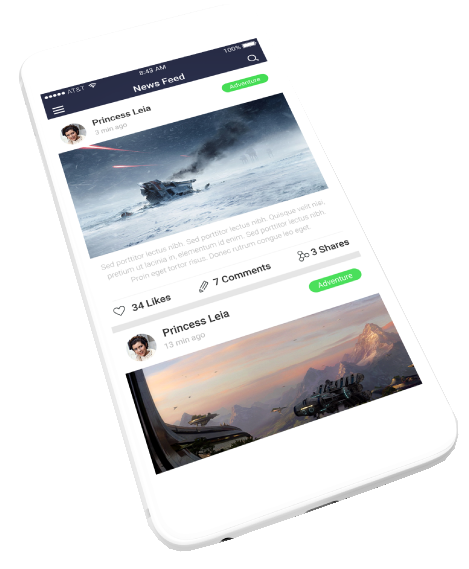 AT&T 8:43 AM 100%
News Feed
Princess Leia
3 min ago
Adventure
Sed porttitor lectus nibh. Sed porttitor lectus nibh. Quisque velit nisi,
pretium ut lacinia in, elementum id enim. Sed porttitor lectus nibh.
Proin eget tortor risus. Donec rutrum congue leo eget
34 Likes
7 Comments
3 Shares
Princess Leia
13 min ago
Adventure